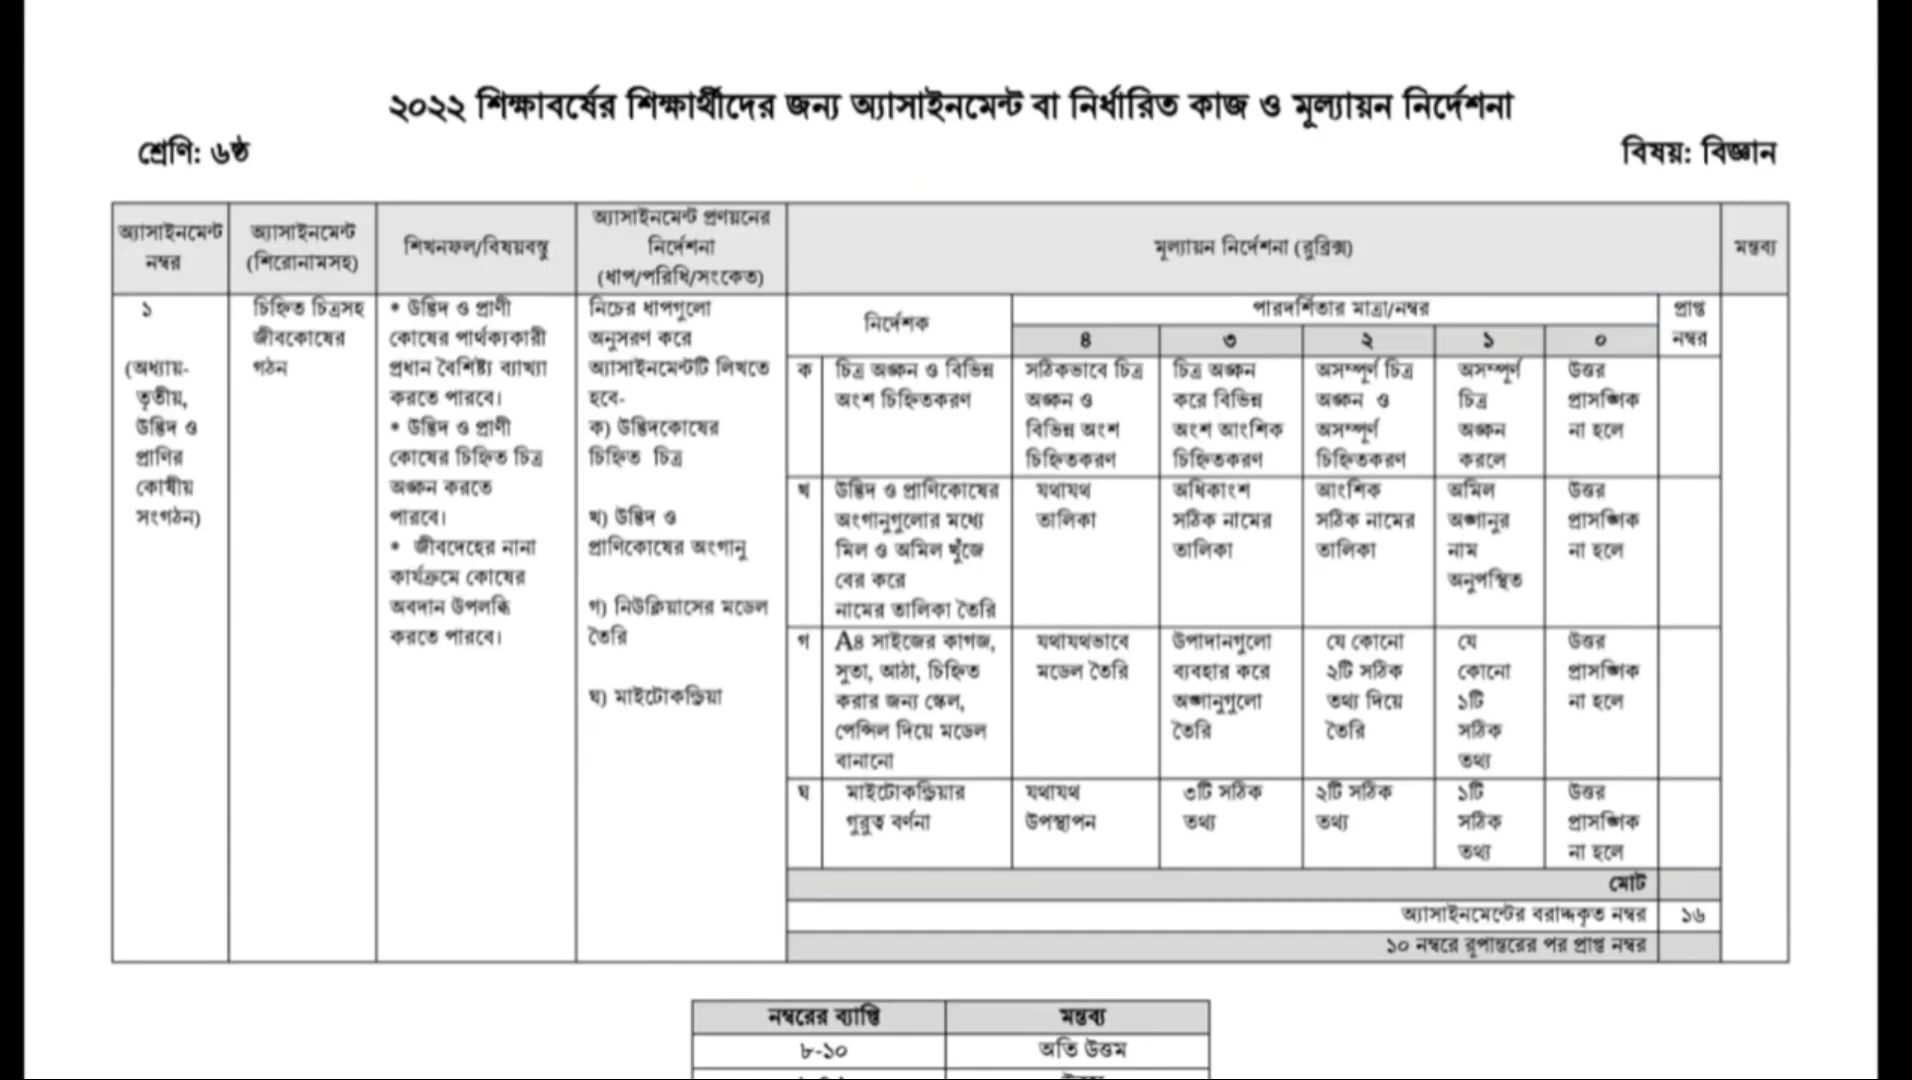 ২০২২ শিক্ষাবর্ষের শিক্ষার্থীদের জন্য অ্যাসাইনমেন্ট বা নির্ধারিত কাজ ও মূল্যায়ন নির্দেশনা
শ্রেণি: ৬ষ্ঠ
বিষয়: বিজ্ঞান
অ্যাসাইনমেন্ট
নম্বর
অ্যাসাইনমেন্ট
(শিরোনামসহ)
শিখনফল/বিষয়বস্তু
অ্যাসাইনমেন্ট প্রণয়নের
নির্দেশনা
(ধাপ/পরিধি/সংকেত)
মূল্যায়ন নির্দেশনা (রুব্রিক্স)
মন্তব্য
১
(অধ্যায়-
তৃতীয়,
উদ্ভিদ ও
প্রাণির
কোষীয়
সংগঠন)
চিহ্নিত চিত্রসহ
জীবকোষের
গঠন
* উদ্ভিদ ও প্রাণী
কোষের পার্থক্যকারী
প্রধান বৈশিষ্ট্য ব্যাখ্যা
করতে পারবে।
* উদ্ভিদ ও প্রাণী
কোষের চিহ্নিত চিত্র
অঙ্কন করতে
পারবে।
* জীবদেহের নানা
কার্যক্রমে কোষের
অবদান উপলব্ধি
করতে পারবে।
নিচের ধাপগুলো
অনুসরণ করে
অ্যাসাইনমেন্টটি লিখতে
হবে-
ক) উদ্ভিদকোষের
চিহ্নিত চিত্র
খ) উদ্ভিদ ও
প্রাণিকোষের অংগানু
গ) নিউক্লিয়াসের মডেল
তৈরি
ঘ) মাইটোকন্ড্রিয়া
নির্দেশক
পারদর্শিতার মাত্রা/নম্বর
প্রাপ্ত
নম্বর
৪ ৩ ২ ১ ০
ক
চিত্র অঙ্কন ও বিভিন্ন
অংশ চিহ্নিতকরণ
সঠিকভাবে চিত্র
অঙ্কন ও
বিভিন্ন অংশ
চিহ্নিতকরণ
চিত্র অঙ্কন
করে বিভিন্ন
অংশ আংশিক
চিহ্নিতকরণ
অসম্পূর্ণ চিত্র
অঙ্কন ও
অসম্পূর্ণ
চিহ্নিতকরণ
অসম্পূর্ণ
চিত্র
অঙ্কন
করলে
উত্তর
প্রাসঙ্গিক
না হলে
খ
উদ্ভিদ ও প্রাণিকোষের
অংগানুগুলোর মধ্যে
মিল ও অমিল খুঁজে
বের করে
নামের তালিকা তৈরি
যথাযথ
তালিকা
অধিকাংশ
সঠিক নামের
তালিকা
আংশিক
সঠিক নামের
তালিকা
অমিল
অঙ্গানুর
নাম
অনুপস্থিত
উত্তর
প্রাসঙ্গিক
না হলে
গ
A৪ সাইজের কাগজ,
সুতা, আঠা, চিহ্নিত
করার জন্য স্কেল,
পেন্সিল দিয়ে মডেল
বানানো
যথাযথভাবে
মডেল তৈরি
উপাদানগুলো
ব্যবহার করে
অঙ্গানুগুলো
তৈরি
যে কোনো
২টি সঠিক
তথ্য দিয়ে
তৈরি
যে
কোনো
১টি
সঠিক
তথ্য
উত্তর
প্রাসঙ্গিক
না হলে
ঘ
মাইটোকন্ড্রিয়ার
গুরুত্ব বর্ণনা
যথাযথ
উপস্থাপন
৩টি সঠিক
তথ্য
২টি সঠিক
তথ্য
১টি
সঠিক
তথ্য
উত্তর
প্রাসঙ্গিক
না হলে
মোট
অ্যাসাইনমেন্টের বরাদ্দকৃত নম্বর ১৬
১০ নম্বরে রূপান্তরের পর প্রাপ্ত নম্বর
নম্বরের ব্যাপ্তি মন্তব্য
৮-১০ অতি উত্তম